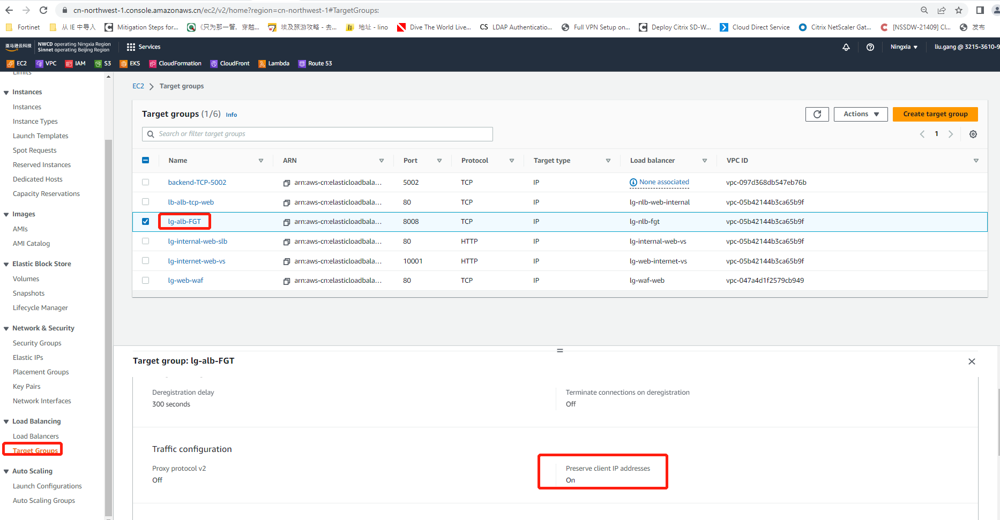 cn-northwest-1.console.amazonaws.cn/ec2/v2/home?region=cn-northwest-1#TargetGroups:
Fortinet 从 IE 中导入 Mitigation Steps for... 《只为那一瞥，穿越... 埃及旅游攻略 - 去... 地址 - lino Dive The World Live... CS LDAP Authenticatio... Full VPN Setup on... Deploy Citrix SD-W... Cloud Direct Service Citrix NetScaler Gat... [NSSDW-21409] Cl... 发布
亚马逊云科技 NWCD operating Ningxia Region
Sinnet operating Beijing Region
Services Ningxia liu.gang @ 3215-3610-9
EC2 VPC IAM S3 EKS CloudFormation CloudFront Lambda Route 53
Limits
Instances
Instances
Instance Types
Launch Templates
Spot Requests
Reserved Instances
Dedicated Hosts
Capacity Reservations
Images
AMIs
AMI Catalog
Elastic Block Store
Volumes
Snapshots
Lifecycle Manager
Network & Security
Security Groups
Elastic IPs
Placement Groups
Key Pairs
Network Interfaces
Load Balancing
Load Balancers
Target Groups
Auto Scaling
Launch Configurations
Auto Scaling Groups
EC2 Target groups
Target groups (1/6) Info
Actions Create target group
Search or filter target groups
1
Name ARN Port Protocol Target type Load balancer VPC ID
backend-TCP-5002 arn:aws-cn:elasticloadbala... 5002 TCP IP None associated vpc-097d368db547eb76b
lb-alb-tcp-web arn:aws-cn:elasticloadbala... 80 TCP IP lg-nlb-web-internal vpc-05b42144b3ca65b9f
lg-alb-FGT arn:aws-cn:elasticloadbala... 8008 TCP IP lg-nlb-fgt vpc-05b42144b3ca65b9f
lg-internal-web-slb arn:aws-cn:elasticloadbala... 80 HTTP IP lg-internal-web-vs vpc-05b42144b3ca65b9f
lg-internet-web-vs arn:aws-cn:elasticloadbala... 10001 HTTP IP lg-web-internet-vs vpc-05b42144b3ca65b9f
lg-web-waf arn:aws-cn:elasticloadbala... 80 TCP IP lg-waf-web vpc-047a4d1f2579cb949
Target group: lg-alb-FGT
Deregistration delay
300 seconds
Terminate connections on deregistration
Off
Traffic configuration
Proxy protocol v2
Off
Preserve client IP addresses
On